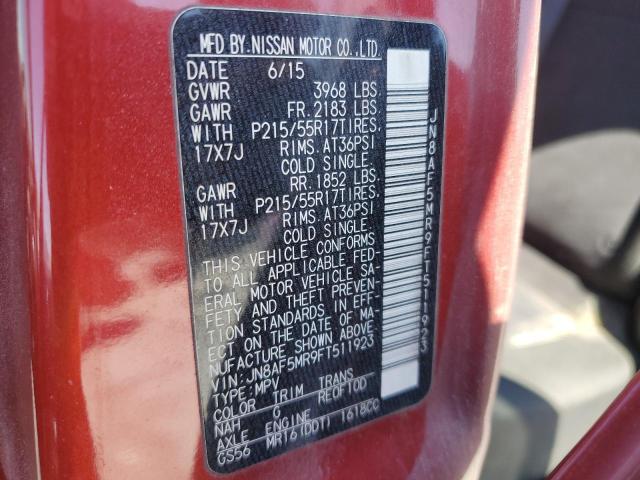 MFD BY NISSAN MOTOR CO.,LTD.
DATE 6/15
GVWR 3968 LBS.
GAWR FR. 2183 LBS.
WITH P215/55R17TIRES.
17X7J RIMS. AT36PSI
COLD SINGLE.
GAWR RR. 1852 LBS.
WITH P215/55R17TIRES.
17X7J RIMS. AT36PSI
COLD SINGLE.
THIS VEHICLE CONFORMS
TO ALL APPLICABLE FED-
ERAL MOTOR VEHICLE SA-
FETY AND THEFT PREVEN-
TION STANDARDS IN EFF-
ECT ON THE DATE OF MA-
NUFACTURE SHOWN ABOVE.
VIN: JN8AF5MR9FT511923
TYPE: MPV
COLOR TRIM TRANS
NAH G RE0F10D
AXLE ENGINE
GS56 MR16(DDT) 1618CC
JN8AF5MR9FT511923